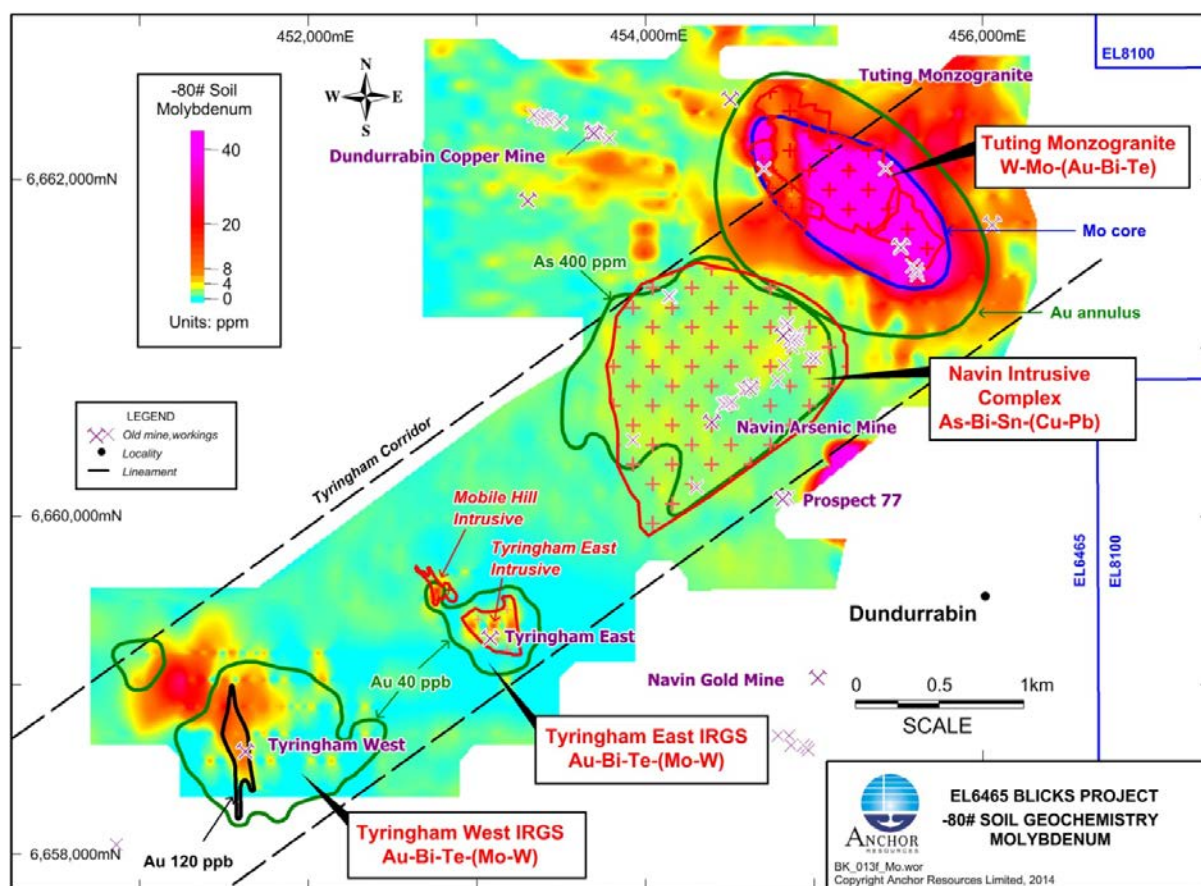 452,000mE
454,000mE
456,000mE
EL8100
-80# Soil
Molybdenum
40
20
8
4
0
Units: ppm
N
W
E
S
Tuting Monzogranite
Dundurrabin Copper Mine
Tuting Monzogranite
W-Mo-(Au-Bi-Te)
6,662,000mN
Mo core
As 400 ppm
Au annulus
Navin Intrusive
Complex
As-Bi-Sn-(Cu-Pb)
LEGEND
Old mine,workings
Locality
Lineament
Navin Arsenic Mine
Tyringham Corridor
Prospect 77
6,660,000mN
Mobile Hill
Intrusive
Tyringham East
Intrusive
EL6465
EL8100
Dundurrabin
Tyringham East
Navin Gold Mine
Au 40 ppb
0
0.5
1km
SCALE
Tyringham West
Tyringham East IRGS
Au-Bi-Te-(Mo-W)
Tyringham West IRGS
Au-Bi-Te-(Mo-W)
Au 120 ppb
6,658,000mN
ANCHOR
RESOURCES
EL6465 BLICKS PROJECT
-80# SOIL GEOCHEMISTRY
MOLYBDENUM
BK_013f_Mo.wor
Copyright Anchor Resources Limited, 2014